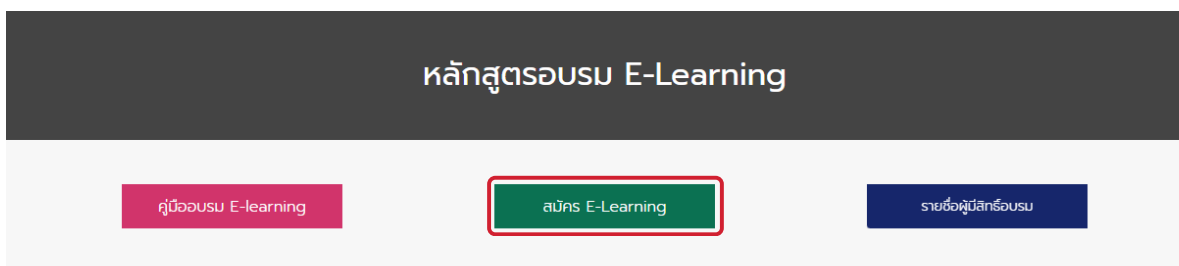 หลักสูตรอบรม E-Learning
คู่มืออบรม E-learning
สมัคร E-Learning
รายชื่อผู้มีสิทธิ์อบรม